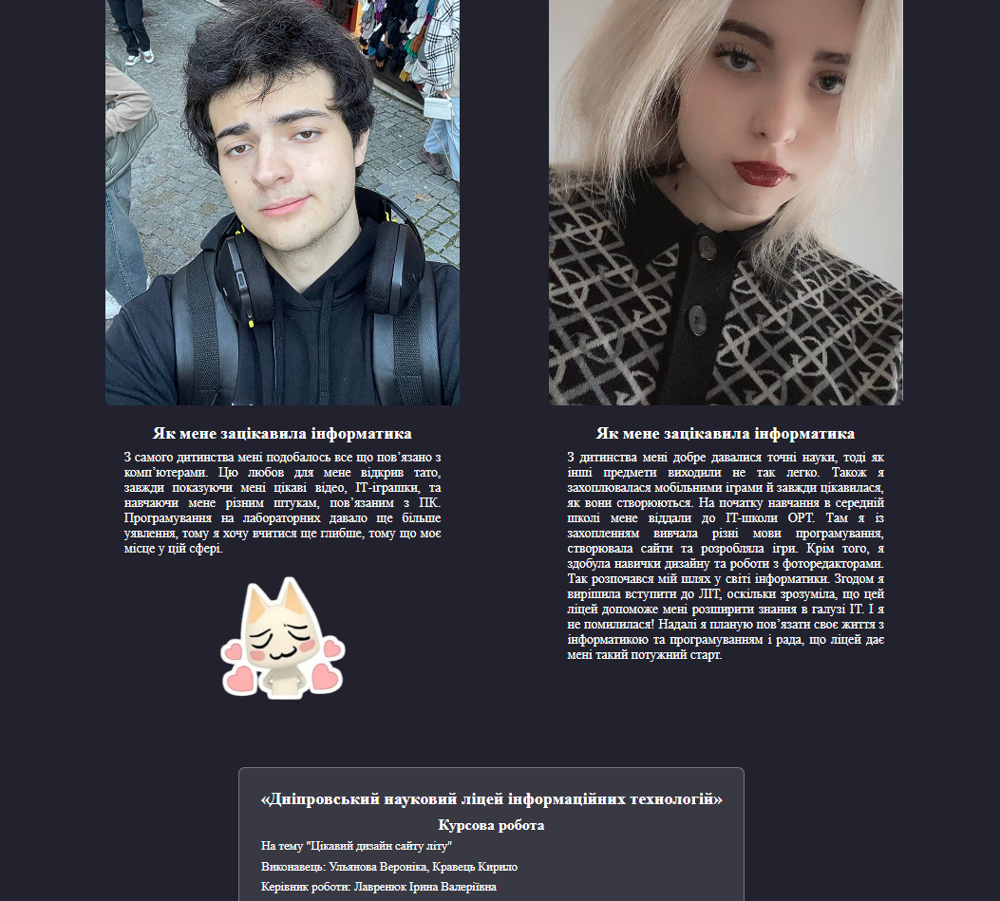 Як мене зацікавила інформатика
З самого дитинства мені подобалось все що пов’язано з
комп’ютерами. Цю любов для мене відкрив тато,
завжди показуючи мені цікаві відео, ІТ-іграшки, та
навчаючи мене різним штукам, пов’язаним з ПК.
Програмування на лабораторних давало ще більше
уявлення, тому я хочу вчитися ще глибше, тому що моє
місце у цій сфері.
Як мене зацікавила інформатика
З дитинства мені добре давалися точні науки, тоді як
інші предмети виходили не так легко. Також я
захоплювалася мобільними іграми й завжди цікавилася,
як вони створюються. На початку навчання в середній
школі мене віддали до ІТ-школи ОРТ. Там я із
захопленням вивчала різні мови програмування,
створювала сайти та розробляла ігри. Крім того, я
здобула навички дизайну та роботи з фоторедакторами.
Так розпочався мій шлях у світі інформатики. Згодом я
вирішила вступити до ЛІТ, оскільки зрозуміла, що цей
ліцей допоможе мені розширити знання в галузі ІТ. І я
не помилилася! Надалі я планую пов’язати своє життя з
інформатикою та програмуванням і рада, що ліцей дає
мені такий потужний старт.
«Дніпровський науковий ліцей інформаційних технологій»
Курсова робота
На тему "Цікавий дизайн сайту літу"
Виконавець: Ульянова Вероніка, Кравець Кирило
Керівник роботи: Лавренюк Ірина Валеріївна